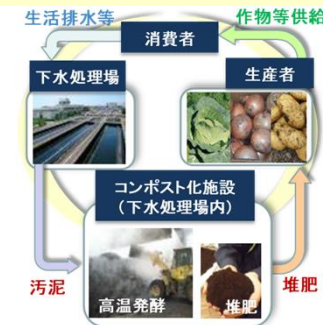 生活排水等
作物等供給
消費者
下水処理場
生産者
コンポスト化施設
（下水処理場内）
高温発酵
堆肥
汚泥
堆肥